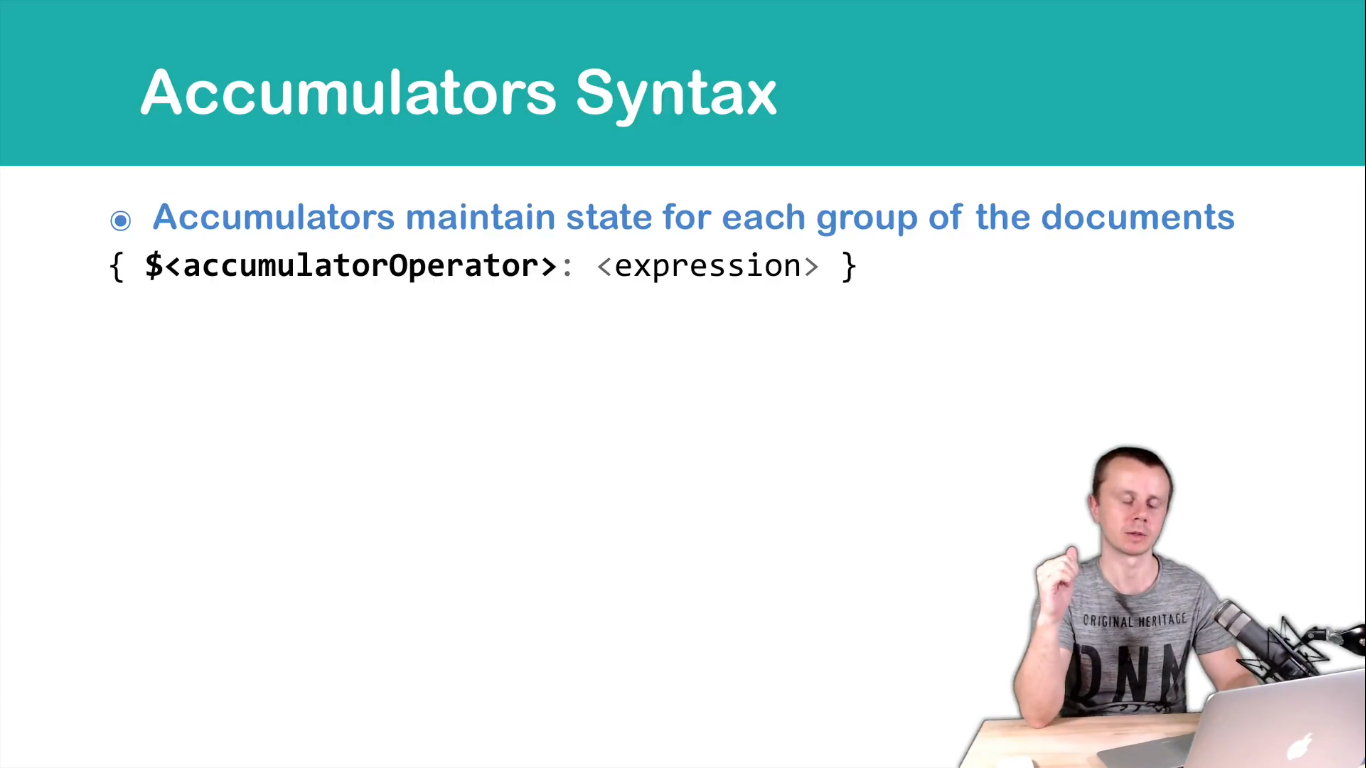 Accumulators Syntax
Accumulators maintain state for each group of the documents
{ $<accumulatorOperator>: <expression> }
ORIGINAL HERITAGE
DNM